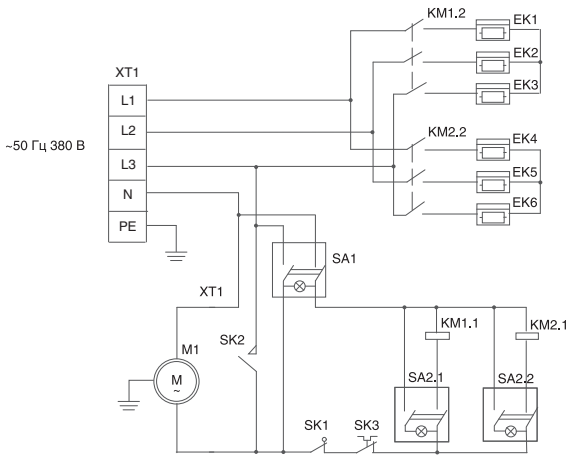 KM1.2
EK1
EK2
EK3
XT1
L1
L2
L3
N
PE
~50 Гц 380 В
KM2.2
EK4
EK5
EK6
SA1
XT1
SK2
M1
M
~
KM1.1
KM2.1
SA2.1
SA2.2
SK1
SK3